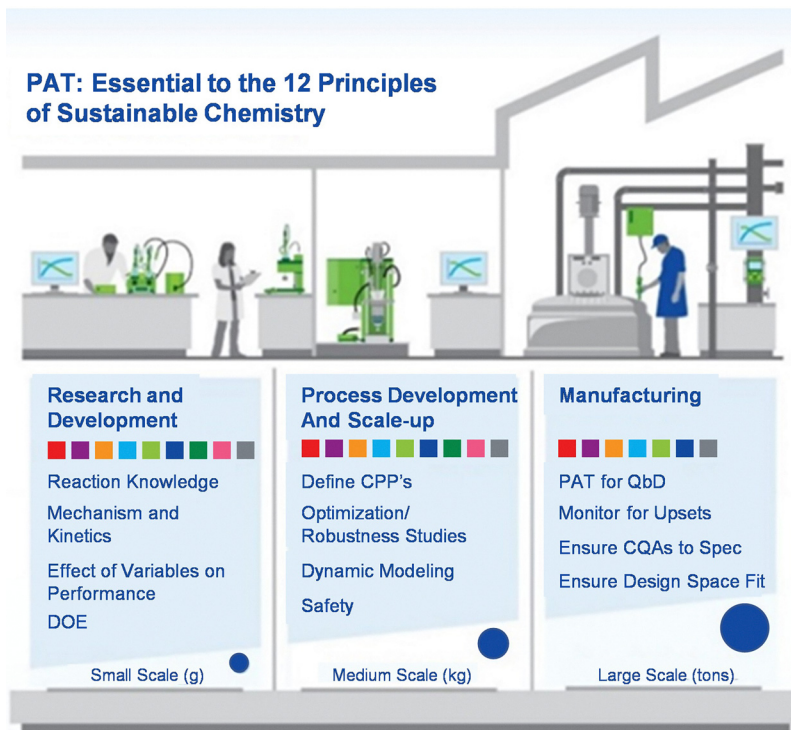 PAT: Essential to the 12 Principles
of Sustainable Chemistry
Research and
Development
Reaction Knowledge
Mechanism and
Kinetics
Effect of Variables on
Performance
DOE
Small Scale (g)
Process Development
And Scale-up
Define CPP's
Optimization/
Robustness Studies
Dynamic Modeling
Safety
Medium Scale (kg)
Manufacturing
PAT for QbD
Monitor for Upsets
Ensure CQAs to Spec
Ensure Design Space Fit
Large Scale (tons)